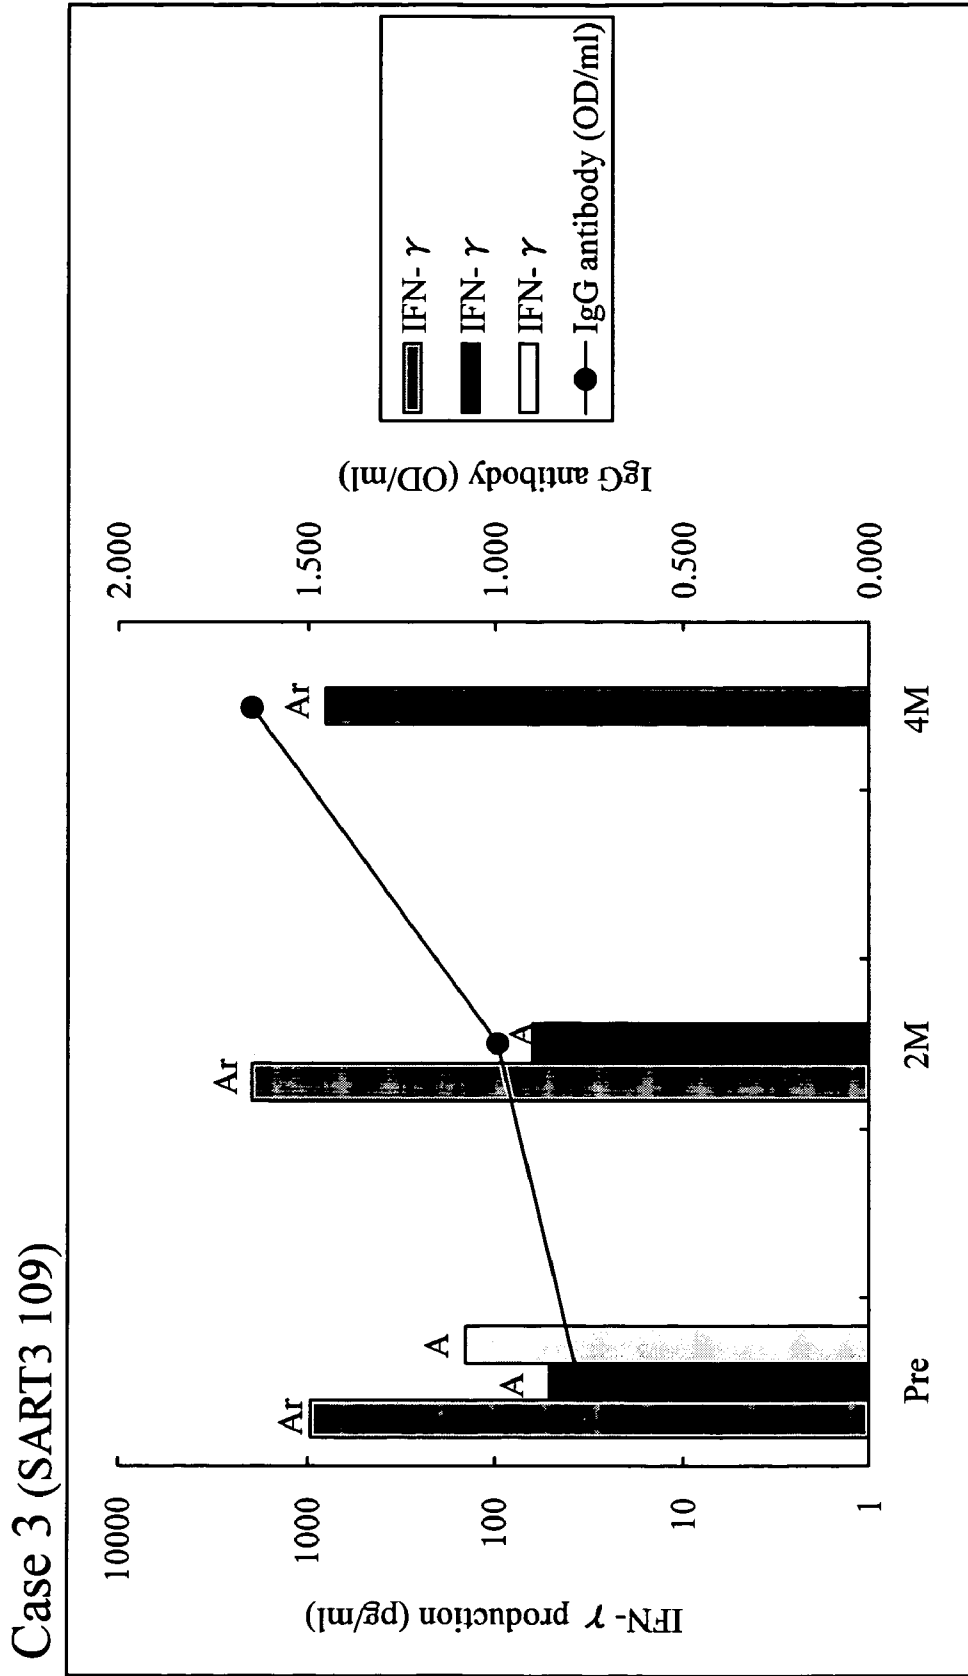 Case 3 (SART3 109)
IFN-γ production (pg/ml)
10000
1000
100
10
1
Ar
A
A
Ar
A
Ar
Pre
2M
4M
2.000
1.500
1.000
0.500
0.000
IgG antibody (OD/ml)
IFN-γ
IFN-γ
IFN-γ
IgG antibody (OD/ml)